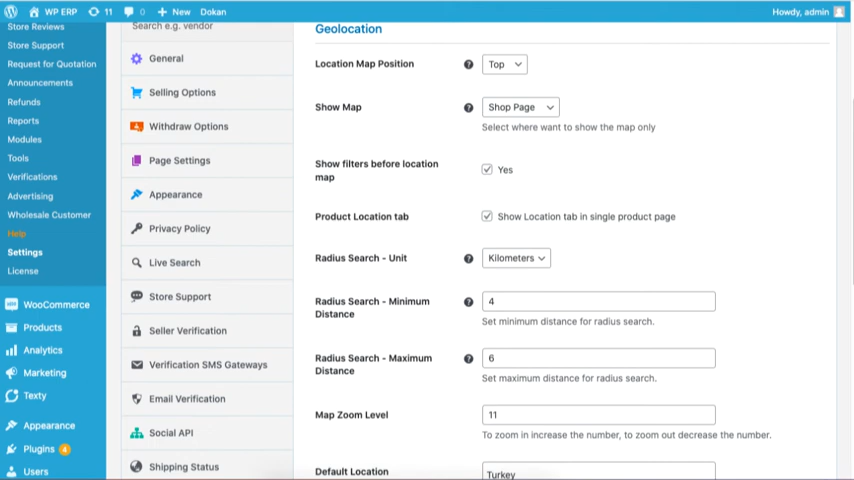 WP ERP
11
0
New
Dokan
Howdy, admin
Store Reviews
Store Support
Request for Quotation
Announcements
Refunds
Reports
Modules
Tools
Verifications
Advertising
Wholesale Customer
Help
Settings
License
WooCommerce
Products
Analytics
Marketing
Texty
Appearance
Plugins 4
Users
Search e.g. vendor
General
Selling Options
Withdraw Options
Page Settings
Appearance
Privacy Policy
Live Search
Store Support
Seller Verification
Verification SMS Gateways
Email Verification
Social API
Shipping Status
Geolocation
Location Map Position
Top
Show Map
Shop Page
Select where want to show the map only
Show filters before location
map
Yes
Product Location tab
Show Location tab in single product page
Radius Search - Unit
Kilometers
Radius Search - Minimum
Distance
4
Set minimum distance for radius search.
Radius Search - Maximum
Distance
6
Set maximum distance for radius search.
Map Zoom Level
11
To zoom in increase the number, to zoom out decrease the number.
Default Location
Turkey